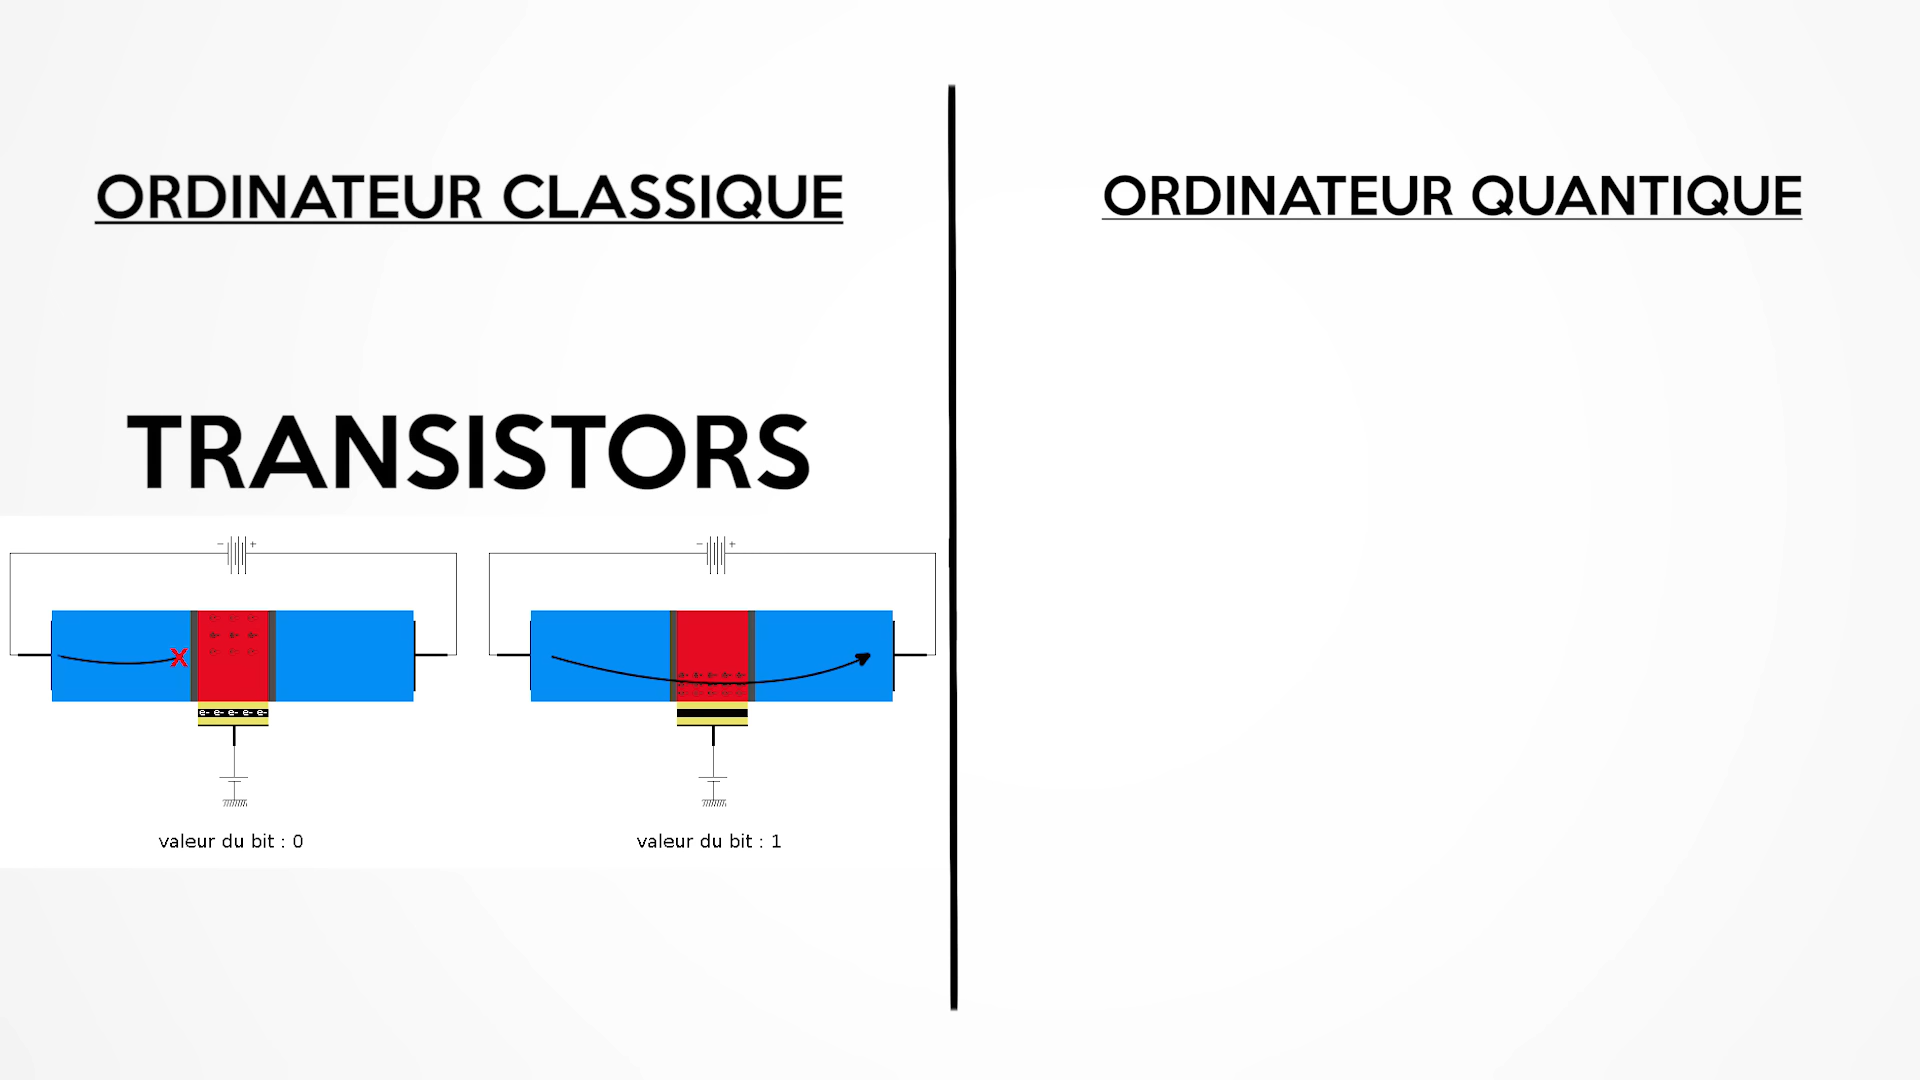 ORDINATEUR CLASSIQUE
ORDINATEUR QUANTIQUE
TRANSISTORS
- +
- +
X
e- e- e- e- e-
valeur du bit : 0
valeur du bit : 1